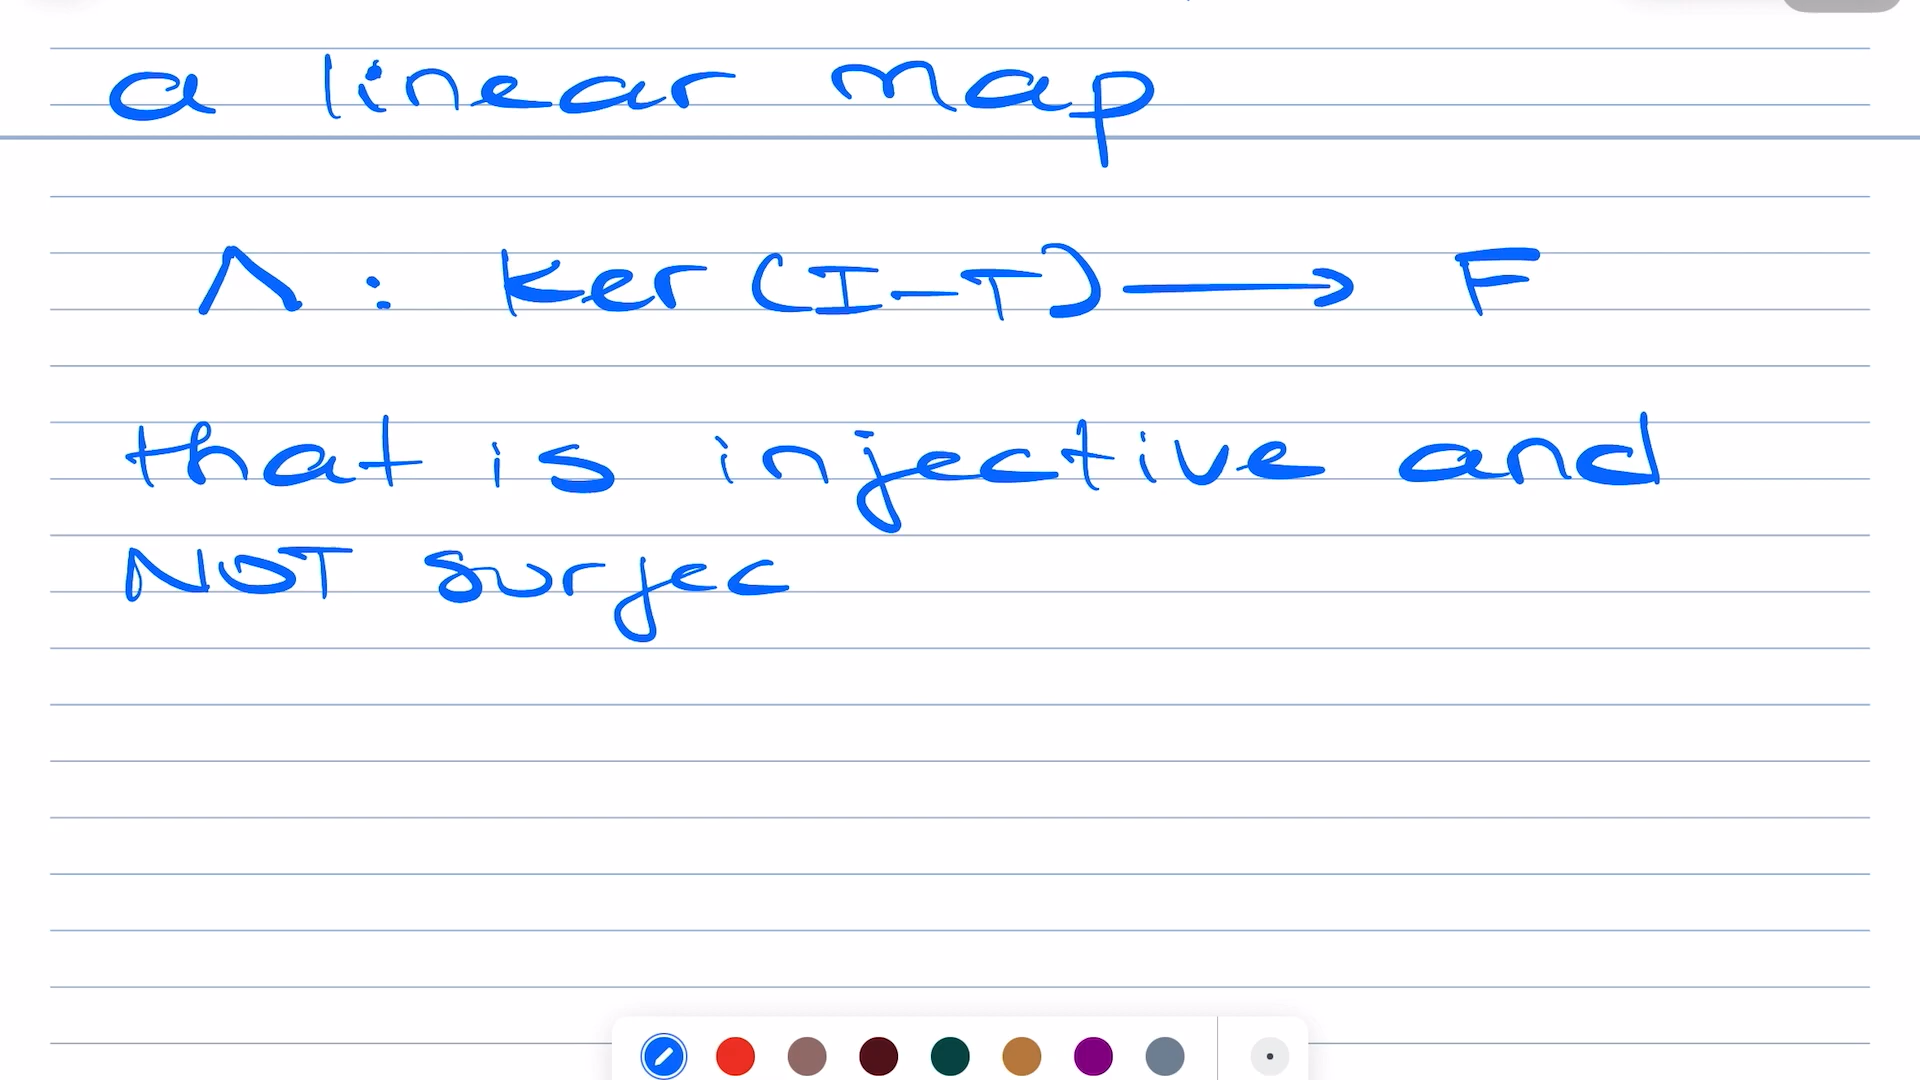 a linear map
Λ : Ker (I-T) ⟶ F
that is injective and
NOT surjec